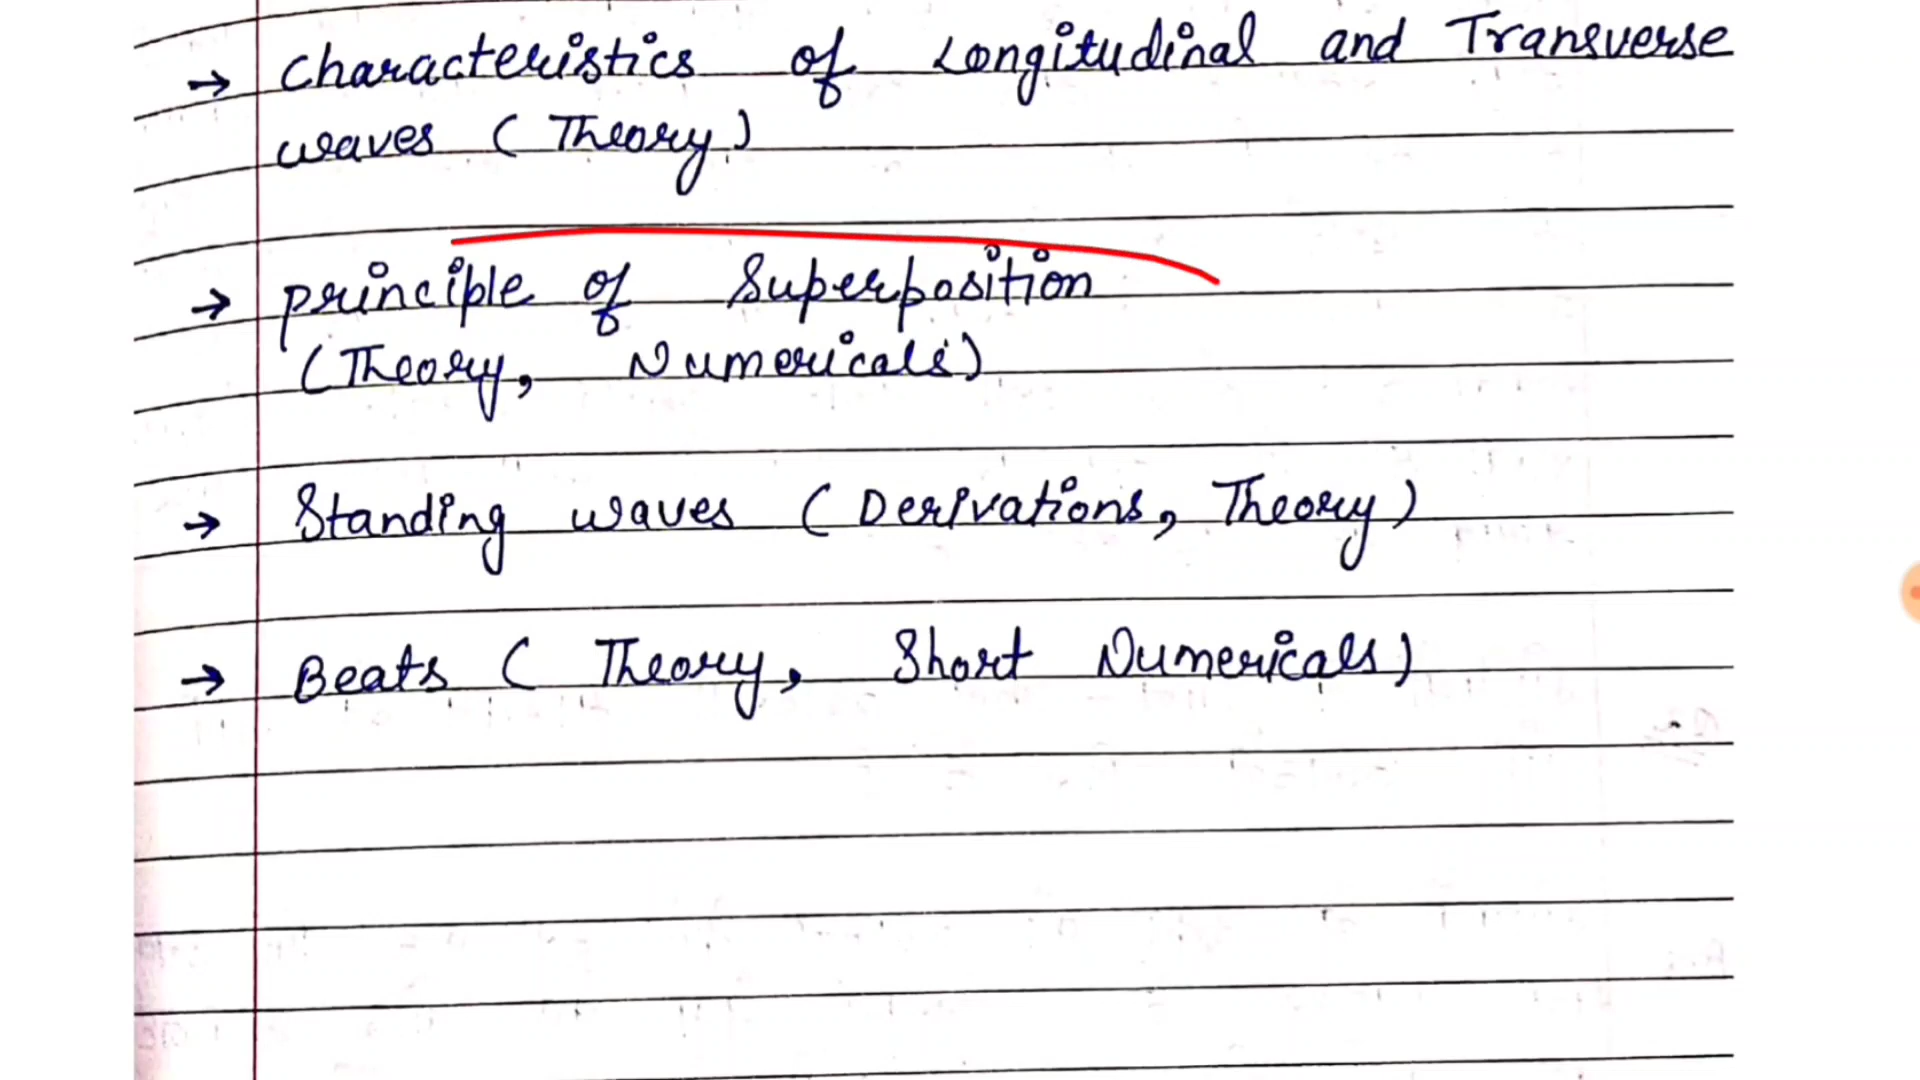 → Characteristics of Longitudinal and Transverse
waves (Theory)
→ principle of Superposition
(Theory, Numericals)
→ Standing waves (Derivations, Theory)
→ Beats (Theory, Short Numericals)